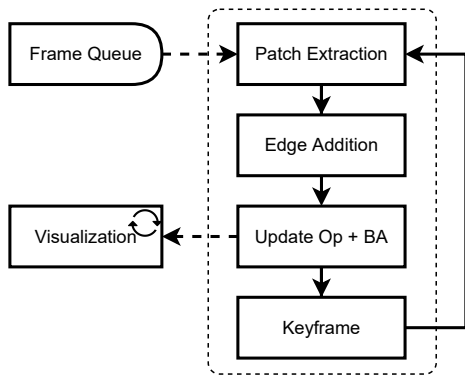 Frame Queue
Patch Extraction
Edge Addition
Visualization
Update Op + BA
Keyframe